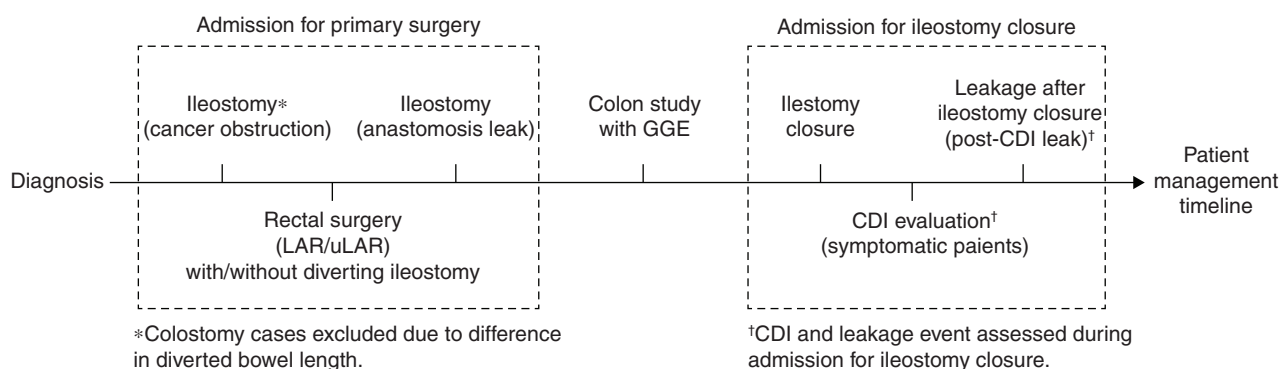 Admission for primary surgery
Admission for ileostomy closure
Ileostomy*
(cancer obstruction)
Ileostomy
(anastomosis leak)
Colon study
with GGE
Ilestomy
closure
Leakage after
ileostomy closure
(post-CDI leak)†
Diagnosis
Patient
management
timeline
Rectal surgery
(LAR/uLAR)
with/without diverting ileostomy
CDI evaluation†
(symptomatic paients)
*Colostomy cases excluded due to difference
in diverted bowel length.
†CDI and leakage event assessed during
admission for ileostomy closure.